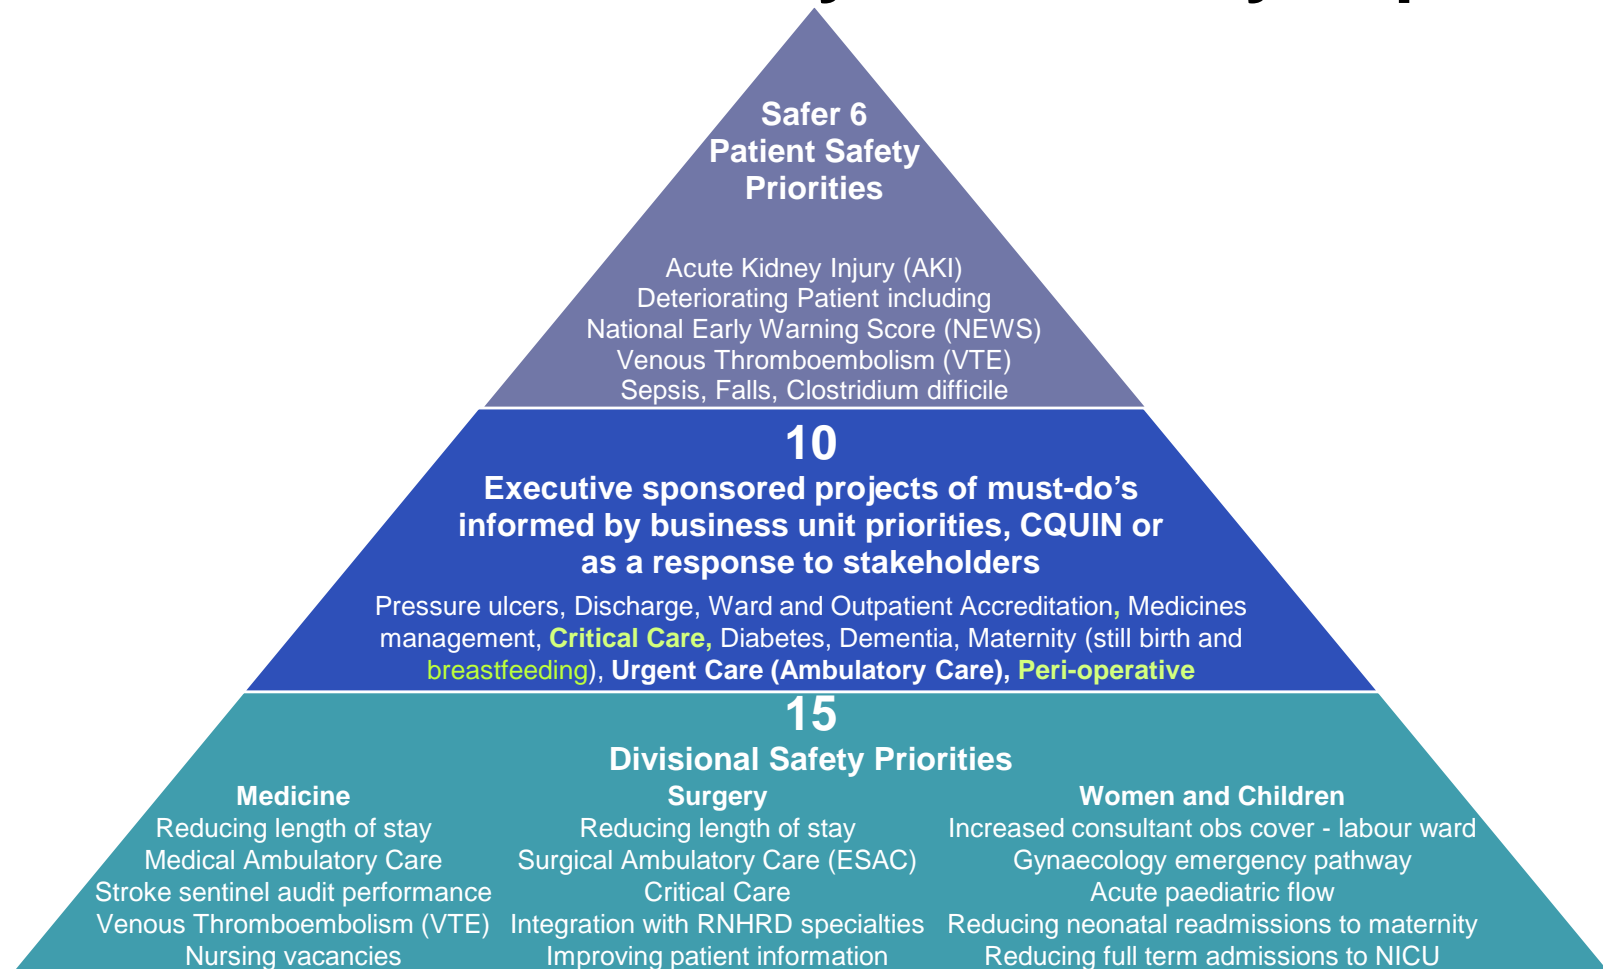 Safer 6
Patient Safety
Priorities
Acute Kidney Injury (AKI)
Deteriorating Patient including
National Early Warning Score (NEWS)
Venous Thromboembolism (VTE)
Sepsis, Falls, Clostridium difficile
10
Executive sponsored projects of must-do’s
informed by business unit priorities, CQUIN or
as a response to stakeholders
Pressure ulcers, Discharge, Ward and Outpatient Accreditation, Medicines
management, Critical Care, Diabetes, Dementia, Maternity (still birth and
breastfeeding), Urgent Care (Ambulatory Care), Peri-operative
15
Divisional Safety Priorities
Medicine
Reducing length of stay
Medical Ambulatory Care
Stroke sentinel audit performance
Venous Thromboembolism (VTE)
Nursing vacancies
Surgery
Reducing length of stay
Surgical Ambulatory Care (ESAC)
Critical Care
Integration with RNHRD specialties
Improving patient information
Women and Children
Increased consultant obs cover - labour ward
Gynaecology emergency pathway
Acute paediatric flow
Reducing neonatal readmissions to maternity
Reducing full term admissions to NICU